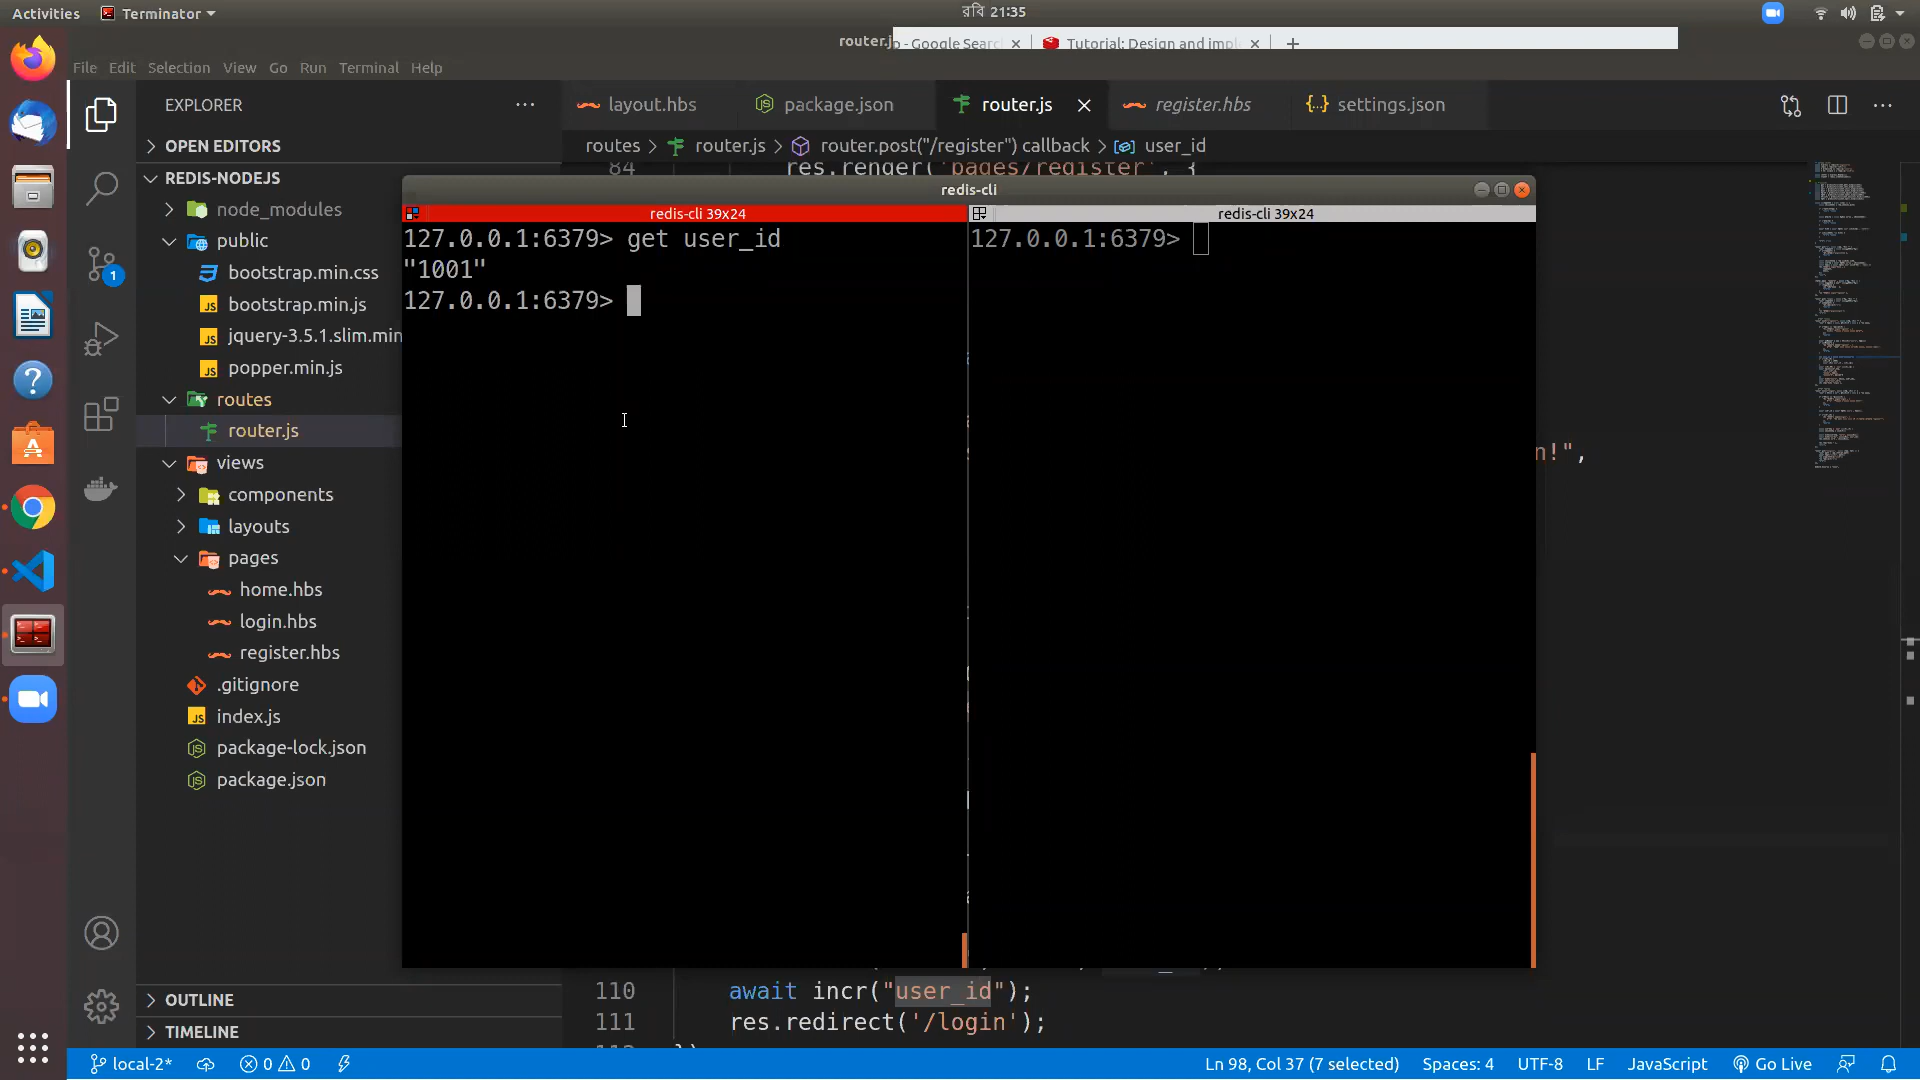 Activities
Terminator
রবি 21:35
router.j
o - Google Searc
Tutorial: Design and impl
File Edit Selection View Go Run Terminal Help
EXPLORER
layout.hbs
package.json
router.js
register.hbs
settings.json
OPEN EDITORS
routes > router.js > router.post("/register") callback > user_id
REDIS-NODEJS
84
res.render('pages/register', {
node_modules
public
bootstrap.min.css
bootstrap.min.js
jquery-3.5.1.slim.min
popper.min.js
routes
router.js
views
components
layouts
pages
home.hbs
login.hbs
register.hbs
.gitignore
index.js
package-lock.json
package.json
OUTLINE
TIMELINE
redis-cli
redis-cli 39x24
127.0.0.1:6379> get user_id
"1001"
127.0.0.1:6379>
redis-cli 39x24
127.0.0.1:6379>
n!",
110 await incr("user_id");
111 res.redirect('/login');
1
local-2*
0
0
Ln 98, Col 37 (7 selected)
Spaces: 4
UTF-8
LF
JavaScript
Go Live